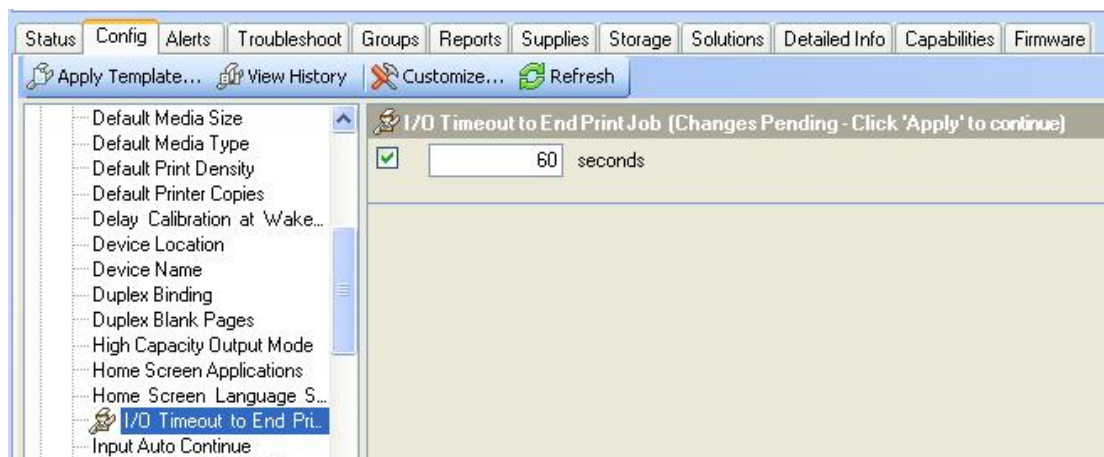 Status Config Alerts Troubleshoot Groups Reports Supplies Storage Solutions Detailed Info Capabilities Firmware
Apply Template... View History Customize... Refresh
Default Media Size
Default Media Type
Default Print Density
Default Printer Copies
Delay Calibration at Wake...
Device Location
Device Name
Duplex Binding
Duplex Blank Pages
High Capacity Output Mode
Home Screen Applications
Home Screen Language S...
I/O Timeout to End Pri...
Input Auto Continue
I/O Timeout to End Print Job (Changes Pending - Click 'Apply' to continue)
60 seconds